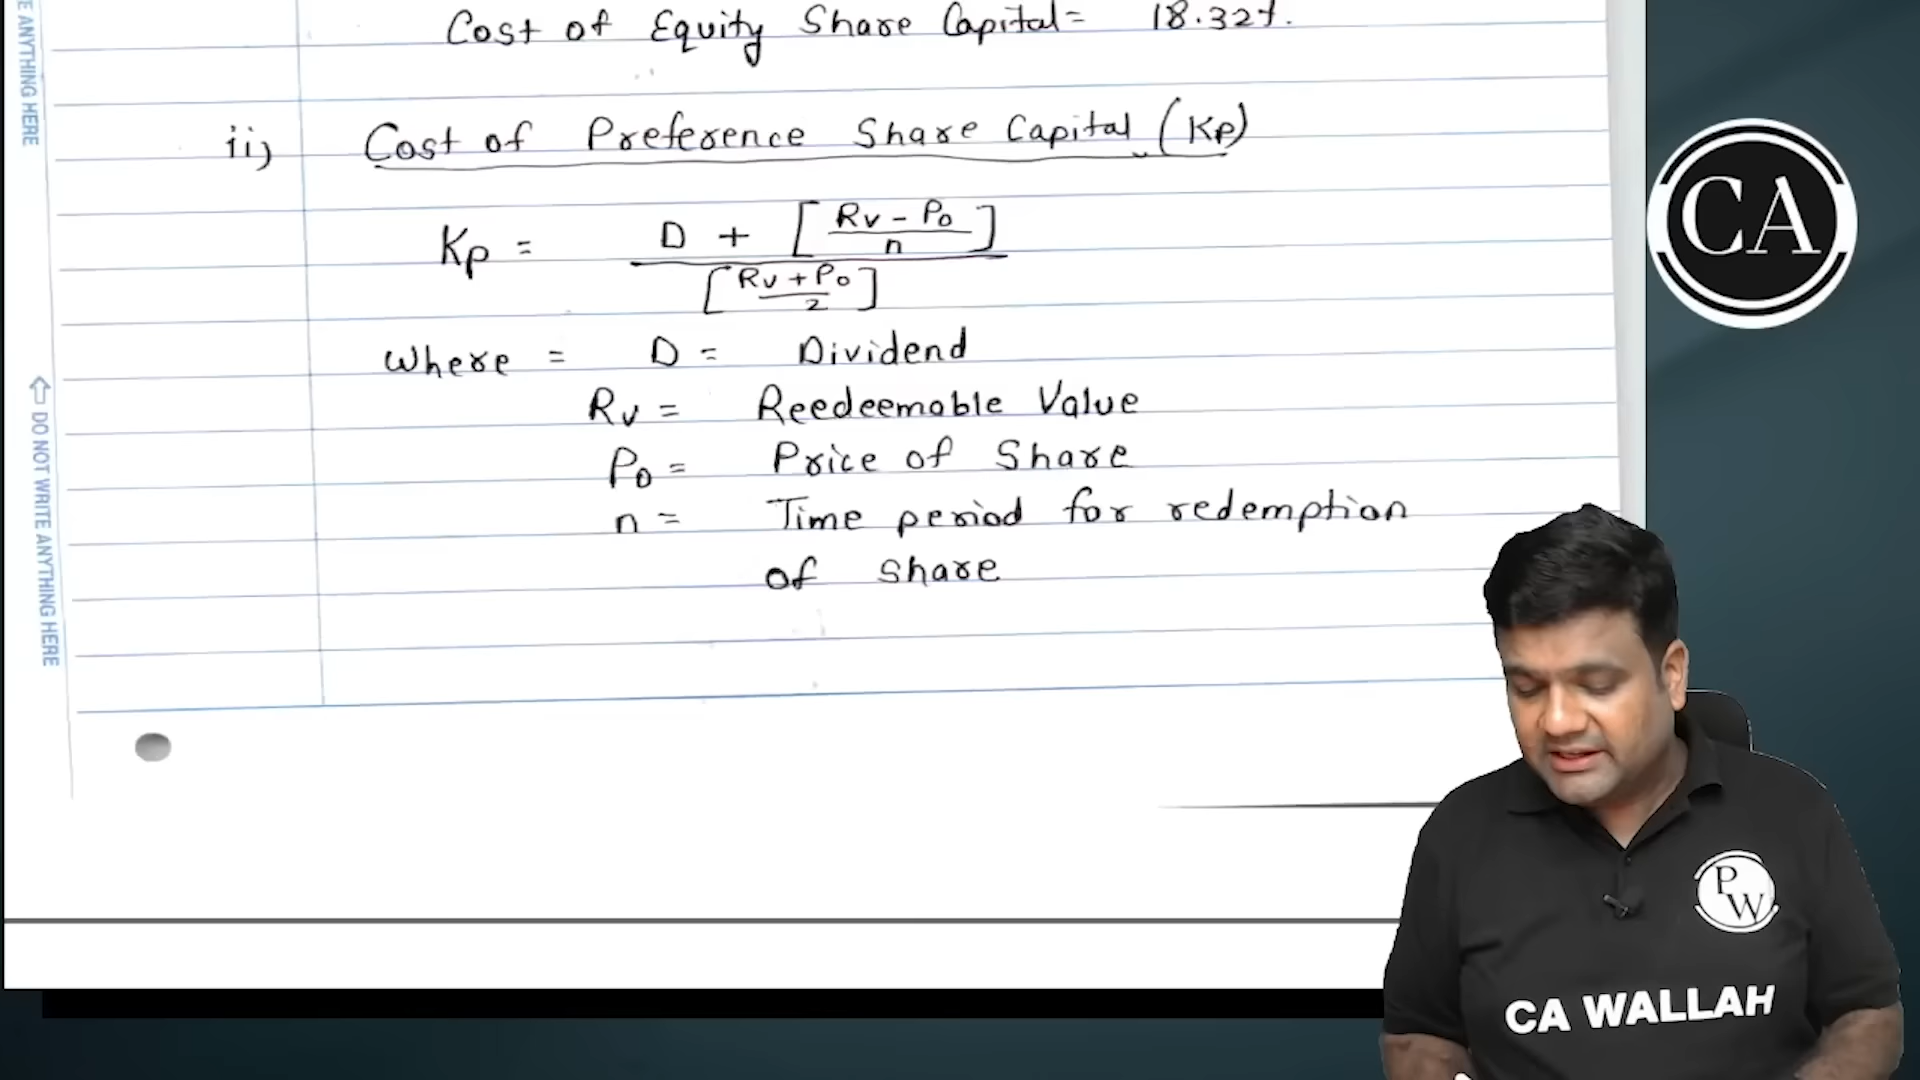 Cost of Equity Share Capital = 18.32%.
ii) Cost of Preference Share Capital (Kp)
Kp = D + [Rv - Po / n] / [Rv + Po / 2]
Where = D = Dividend
Rv = Reedeemable Value
Po = Price of Share
n = Time period for redemption
of share
E ANYTHING HERE
DO NOT WRITE ANYTHING HERE
CA
PW
CA WALLAH